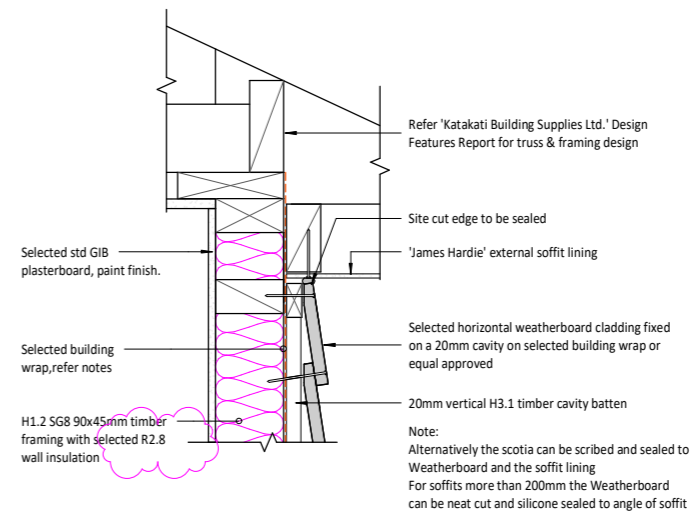 Refer 'Katakati Building Supplies Ltd.' Design
Features Report for truss & framing design
Site cut edge to be sealed
'James Hardie' external soffit lining
Selected std GIB
plasterboard, paint finish.
Selected horizontal weatherboard cladding fixed
on a 20mm cavity on selected building wrap or
equal approved
Selected building
wrap,refer notes
20mm vertical H3.1 timber cavity batten
H1.2 SG8 90x45mm timber
framing with selected R2.8
wall insulation
Note:
Alternatively the scotia can be scribed and sealed to
Weatherboard and the soffit lining
For soffits more than 200mm the Weatherboard
can be neat cut and silicone sealed to angle of soffit